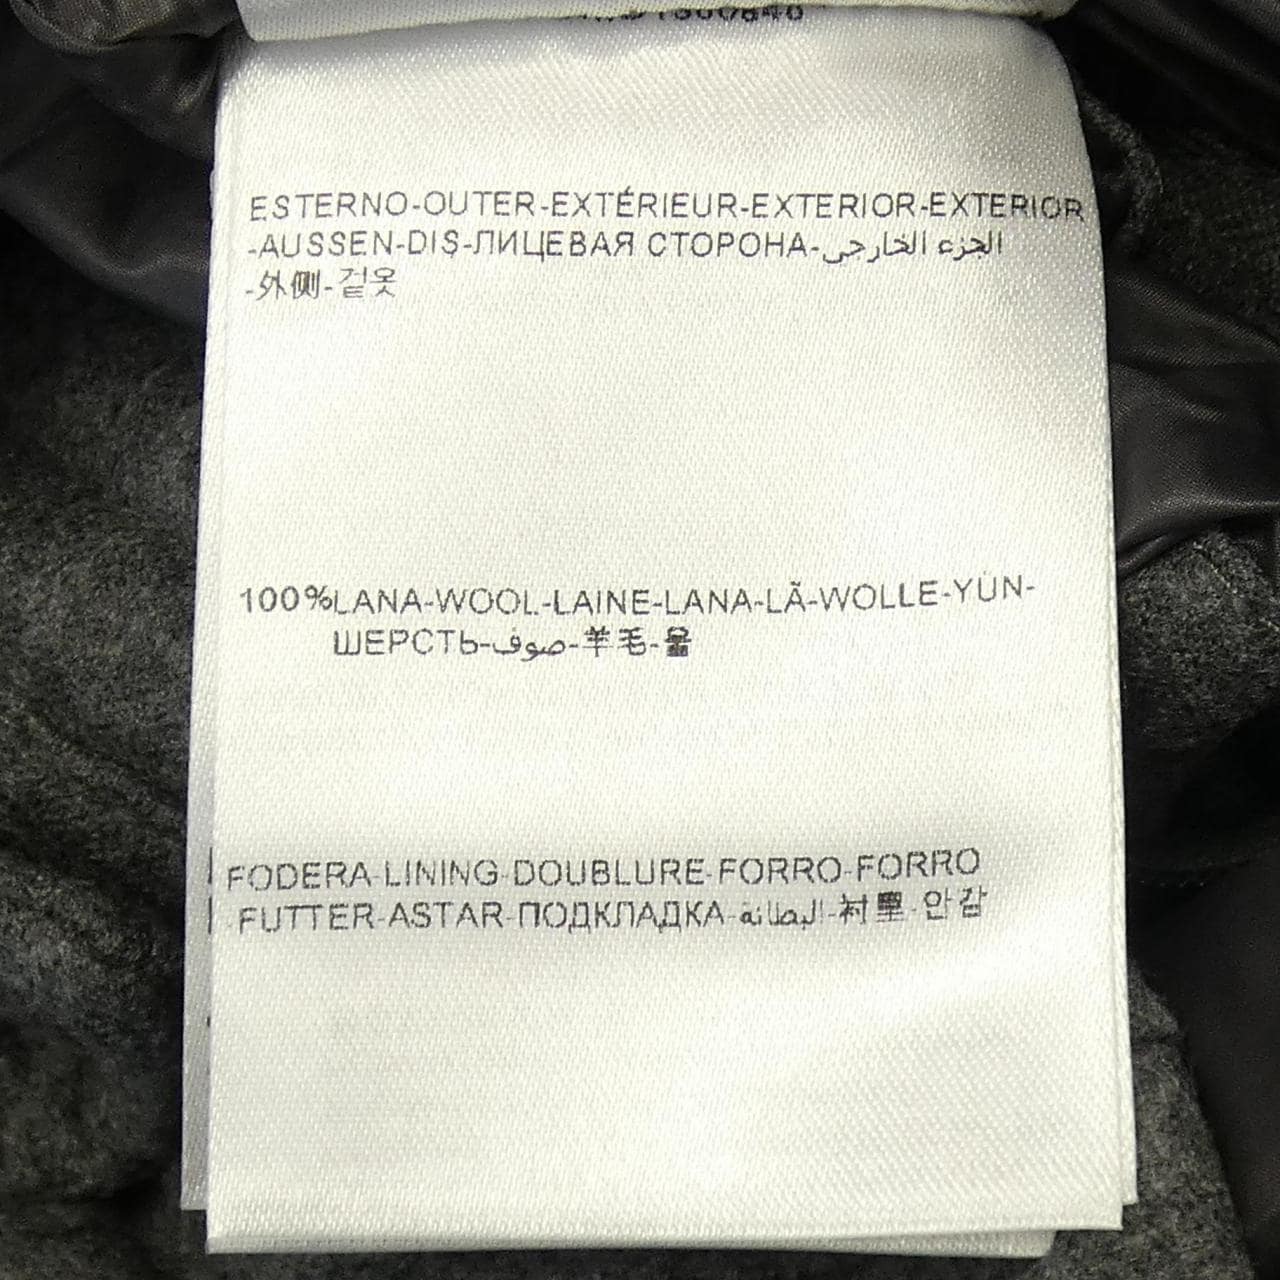 ESTERNO-OUTER-EXTÉRIEUR-EXTERIOR-EXTERIOR
-AUSSEN-DIŞ-ЛИЦЕВАЯ СТОРОНА-الجزء الخارجي
-外侧-겉옷
100%LANA-WOOL-LAINE-LANA-LÃ-WOLLE-YÜN-
ШЕРСТЬ-صوف-羊毛-울
FODERA-LINING-DOUBLURE-FORRO-FORRO
FUTTER-ASTAR-ПОДКЛАДКА-البطانة-衬里-안감